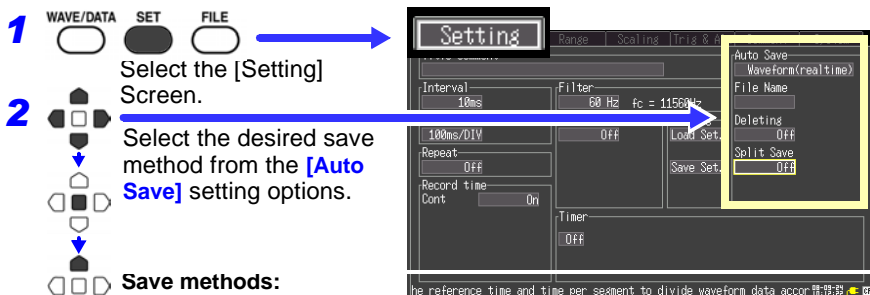 1 WAVE/DATA SET FILE
Select the [Setting]
Screen.
2
Select the desired save
method from the [Auto
Save] setting options.
Save methods:
Setting Range Scaling Trig & A
Auto Save
Waveform(realtime)
Interval Filter File Name
10ms 60 Hz fc =
Deleting
100ms/DIV Off Load Set. Off
Repeat Split Save
Off Save Set. Off
Record time
Cont On
Timer
Off
he reference time and time per segment to divide waveform data accor